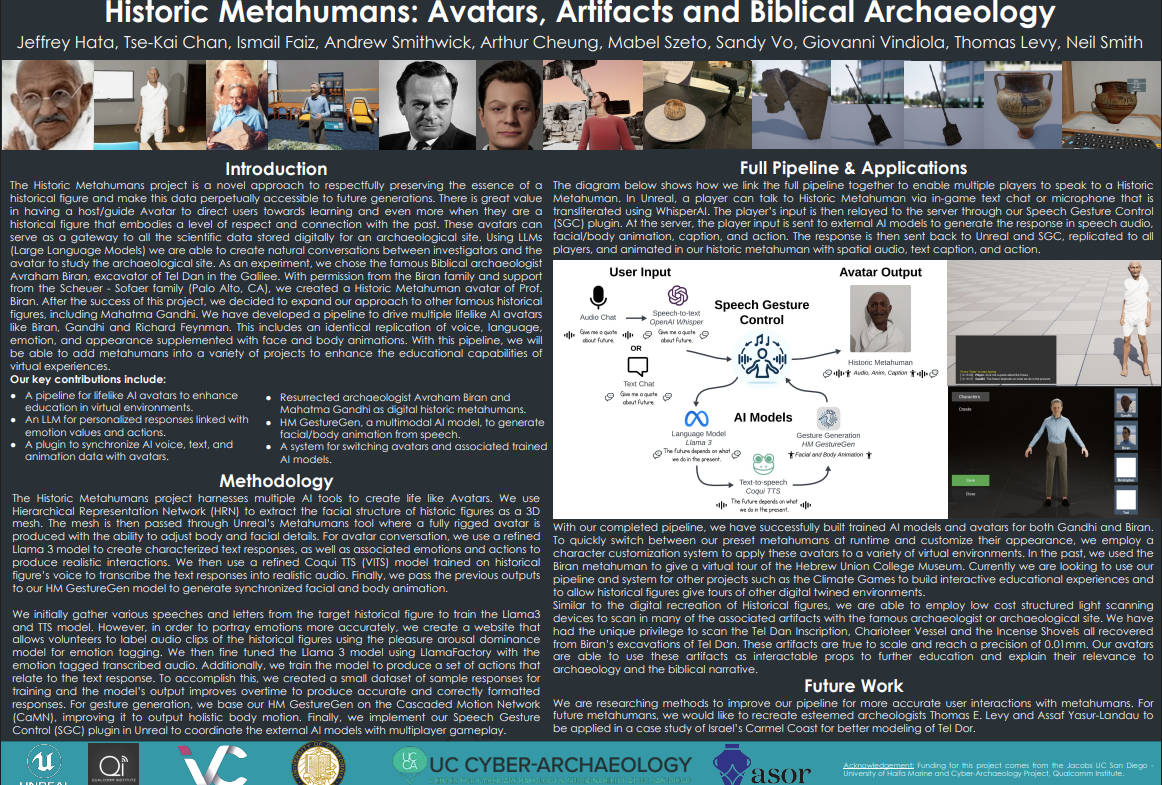 Historic Metahumans: Avatars, Artifacts and Biblical Archaeology
Jeffrey Hata, Tse-Kai Chan, Ismail Faiz, Andrew Smithwick, Arthur Cheung, Mabel Szeto, Sandy Vo, Giovanni Vindiola, Thomas Levy, Neil Smith
Introduction
The Historic Metahumans project is a novel approach to respectfully preserving the essence of a
historical figure and make this data perpetually accessible to future generations. There is great value
in having a host/guide Avatar to direct users towards learning and even more when they are a
historical figure that embodies a level of respect and connection with the past. These avatars can
serve as a gateway to all the scientific data stored digitally for an archaeological site. Using LLMs
(Large Language Models) we are able to create natural conversations between investigators and the
avatar to study the archaeological site. As an experiment, we chose the famous Biblical archaeologist
Avraham Biran, excavator of Tel Dan in the Galilee. With permission from the Biran family and support
from the Scheuer - Sofaer family (Palo Alto, CA), we created a Historic Metahuman avatar of Prof.
Biran. After the success of this project, we decided to expand our approach to other famous historical
figures, including Mahatma Gandhi. We have developed a pipeline to drive multiple lifelike AI avatars
like Biran, Gandhi and Richard Feynman. This includes an identical replication of voice, language,
emotion, and appearance supplemented with face and body animations. With this pipeline, we will
be able to add metahumans into a variety of projects to enhance the educational capabilities of
virtual experiences.
Our key contributions include:
● A pipeline for lifelike AI avatars to enhance
education in virtual environments.
● An LLM for personalized responses linked with
emotion values and actions.
● A plugin to synchronize AI voice, text, and
animation data with avatars.
● Resurrected archaeologist Avraham Biran and
Mahatma Gandhi as digital historic metahumans.
● HM GestureGen, a multimodal AI model, to generate
facial/body animation from speech.
● A system for switching avatars and associated trained
AI models.
Methodology
The Historic Metahumans project harnesses multiple AI tools to create life like Avatars. We use
Hierarchical Representation Network (HRN) to extract the facial structure of historic figures as a 3D
mesh. The mesh is then passed through Unreal's Metahumans tool where a fully rigged avatar is
produced with the ability to adjust body and facial details. For avatar conversation, we use a refined
Llama 3 model to create characterized text responses, as well as associated emotions and actions to
produce realistic interactions. We then use a refined Coqui TTS (VITS) model trained on historical
figure's voice to transcribe the text responses into realistic audio. Finally, we pass the previous outputs
to our HM GestureGen model to generate synchronized facial and body animation.
We initially gather various speeches and letters from the target historical figure to train the Llama3
and TTS model. However, in order to portray emotions more accurately, we create a website that
allows volunteers to label audio clips of the historical figures using the pleasure arousal dominance
model for emotion tagging. We then fine tuned the Llama 3 model using LlamaFactory with the
emotion tagged transcribed audio. Additionally, we train the model to produce a set of actions that
relate to the text response. To accomplish this, we created a small dataset of sample responses for
training and the model's output improves overtime to produce accurate and correctly formatted
responses. For gesture generation, we base our HM GestureGen on the Cascaded Motion Network
(CaMN), improving it to output holistic body motion. Finally, we implement our Speech Gesture
Control (SGC) plugin in Unreal to coordinate the external AI models with multiplayer gameplay.
Full Pipeline & Applications
The diagram below shows how we link the full pipeline together to enable multiple players to speak to a Historic
Metahuman. In Unreal, a player can talk to Historic Metahuman via in-game text chat or microphone that is
transliterated using WhisperAI. The player's input is then relayed to the server through our Speech Gesture Control
(SGC) plugin. At the server, the player input is sent to external AI models to generate the response in speech audio,
facial/body animation, caption, and action. The response is then sent back to Unreal and SGC, replicated to all
players, and animated in our historic metahuman with spatial audio, text caption, and action.
User Input
Avatar Output
Speech Gesture
Control
Audio Chat
Speech-to-text
OpenAI Whisper
Give me a quote
about future.
Give me a quote
about future.
OR
Text Chat
Give me a quote
about future.
Historic Metahuman
Audio, Anim, Caption
AI Models
Language Model
Llama 3
The future depends on what
we do in the present.
Gesture Generation
HM GestureGen
Facial and Body Animation
Text-to-speech
Coqui TTS
The future depends on what
we do in the present.
Characters
Create
Gandhi
Biran
Save
Close
With our completed pipeline, we have successfully built trained AI models and avatars for both Gandhi and Biran.
To quickly switch between our preset metahumans at runtime and customize their appearance, we employ a
character customization system to apply these avatars to a variety of virtual environments. In the past, we used the
Biran metahuman to give a virtual tour of the Hebrew Union College Museum. Currently we are looking to use our
pipeline and system for other projects such as the Climate Games to build interactive educational experiences and
to allow historical figures give tours of other digital twined environments.
Similar to the digital recreation of Historical figures, we are able to employ low cost structured light scanning
devices to scan in many of the associated artifacts with the famous archaeologist or archaeological site. We have
had the unique privilege to scan the Tel Dan Inscription, Charioteer Vessel and the Incense Shovels all recovered
from Biran's excavations of Tel Dan. These artifacts are true to scale and reach a precision of 0.01mm. Our avatars
are able to use these artifacts as interactable props to further education and explain their relevance to
archaeology and the biblical narrative.
Future Work
We are researching methods to improve our pipeline for more accurate user interactions with metahumans. For
future metahumans, we would like to recreate esteemed archeologists Thomas E. Levy and Assaf Yasur-Landau to
be applied in a case study of Israel's Carmel Coast for better modeling of Tel Dor.
UNREAL
QI
QUALCOMM INSTITUTE
VC
UC
CA
UC CYBER-ARCHAEOLOGY
asor
Acknowledgement: Funding for this project comes from the Jacobs UC San Diego -
University of Haifa Marine and Cyber-Archaeology Project, Qualcomm Institute.